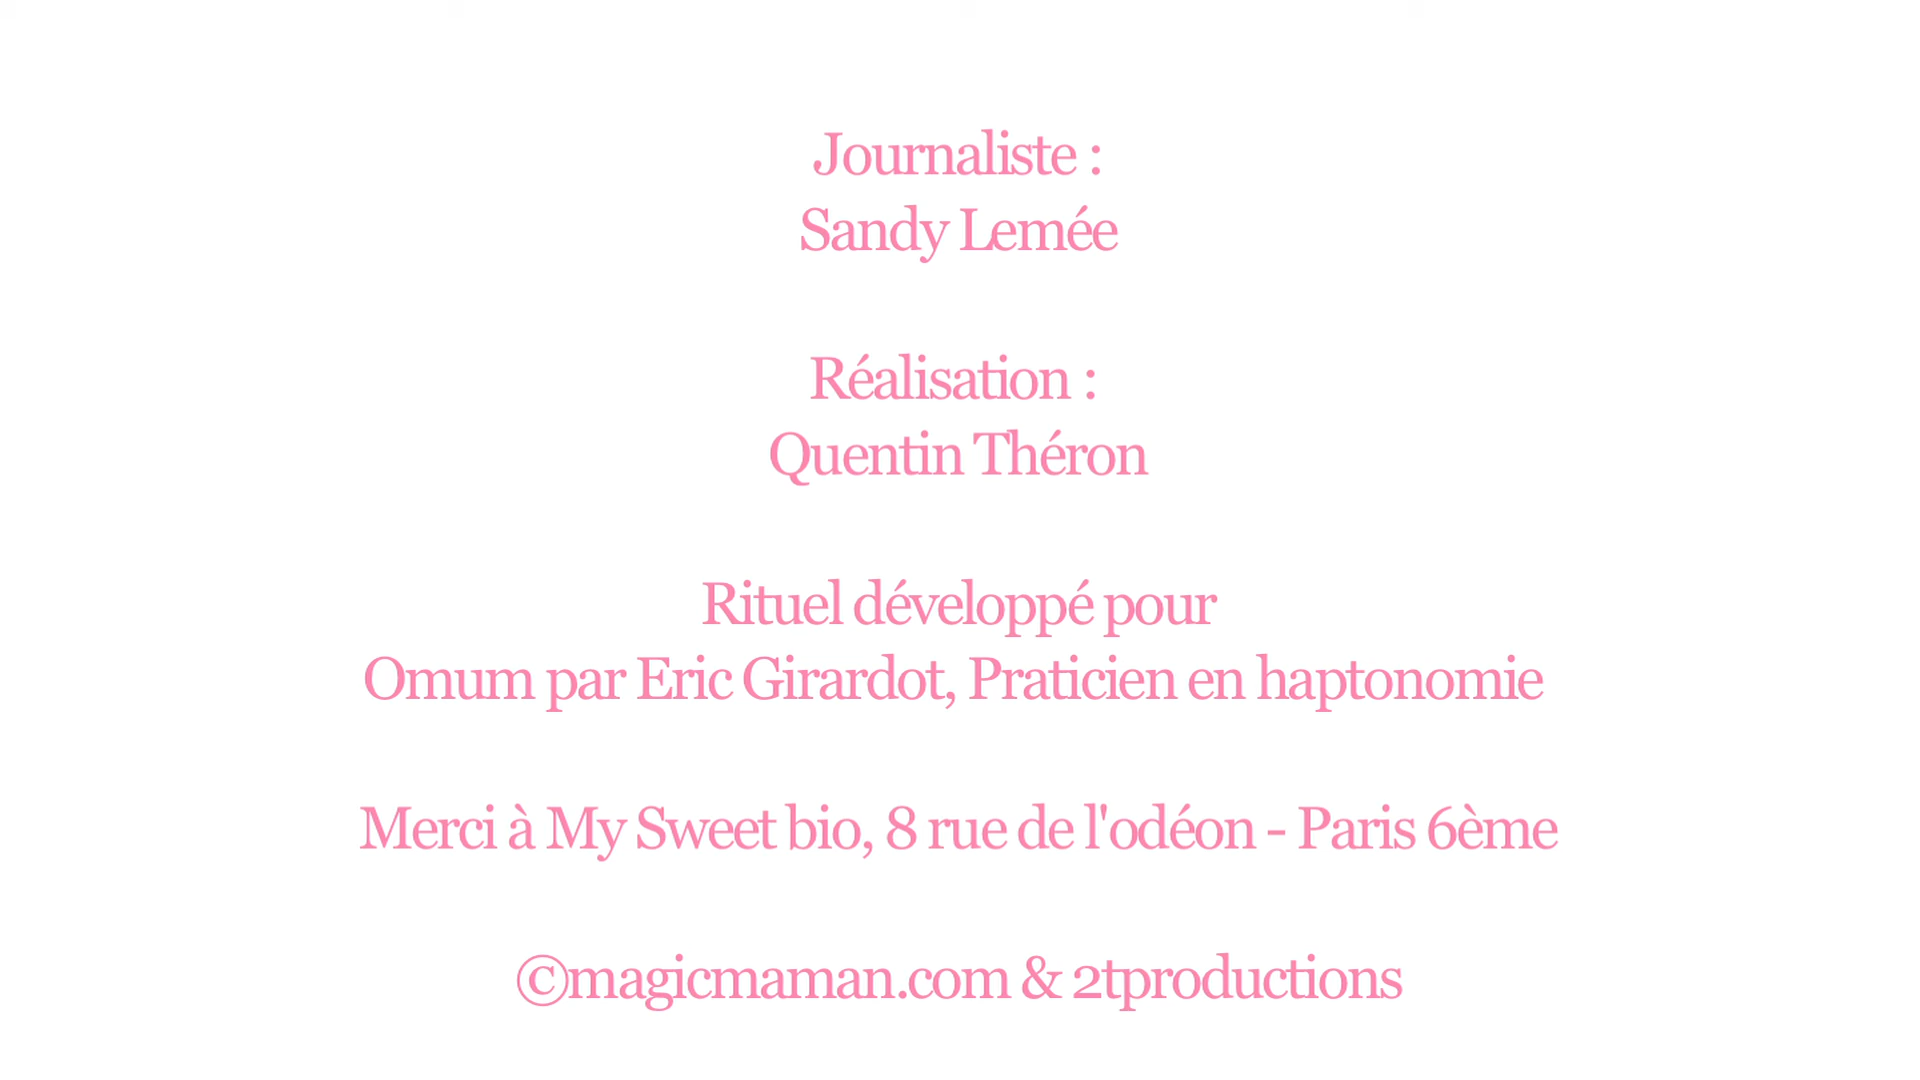 Journaliste :
Sandy Lemée
Réalisation :
Quentin Théron
Rituel développé pour
Omum par Eric Girardot, Praticien en haptonomie
Merci à My Sweet bio, 8 rue de l'odéon - Paris 6ème
©magicmaman.com & 2tproductions